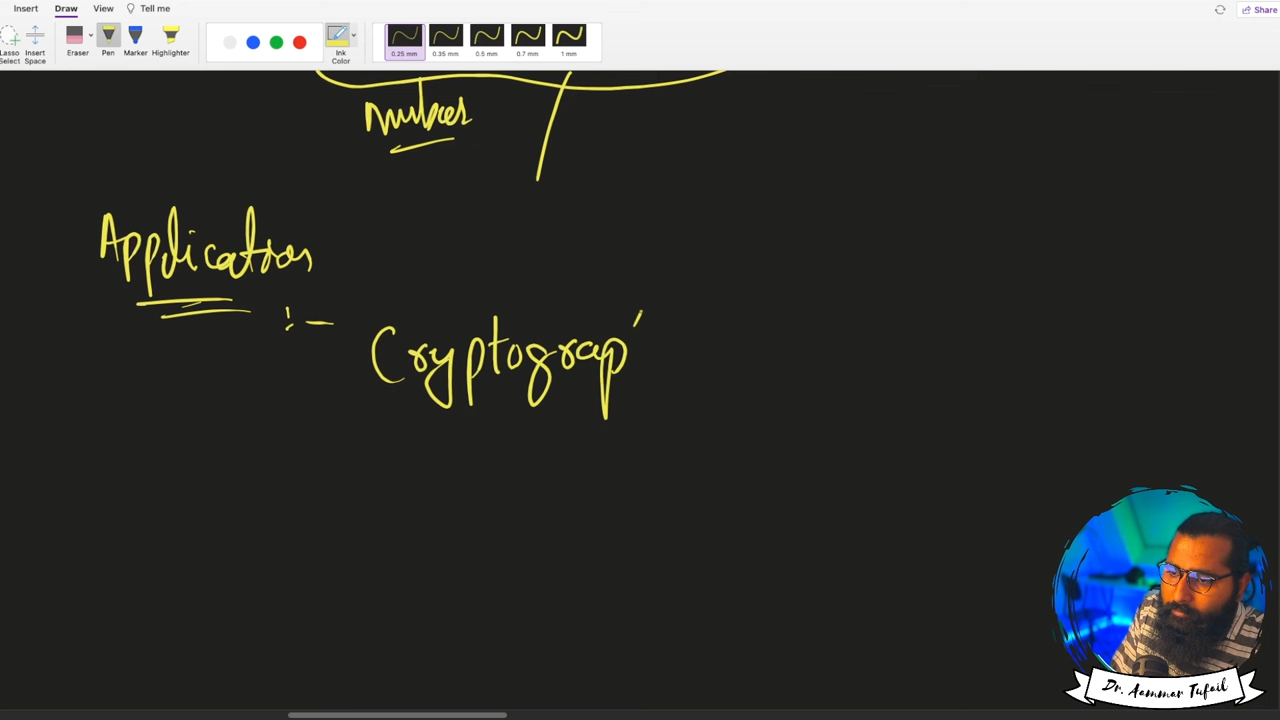 Insert Draw View Tell me Share
Lasso Select Insert Space Eraser Pen Marker Highlighter Ink Color 0.25 mm 0.35 mm 0.5 mm 0.7 mm 1 mm
Number
Application
:- Cryptograp
Dr. Aammar Tufail